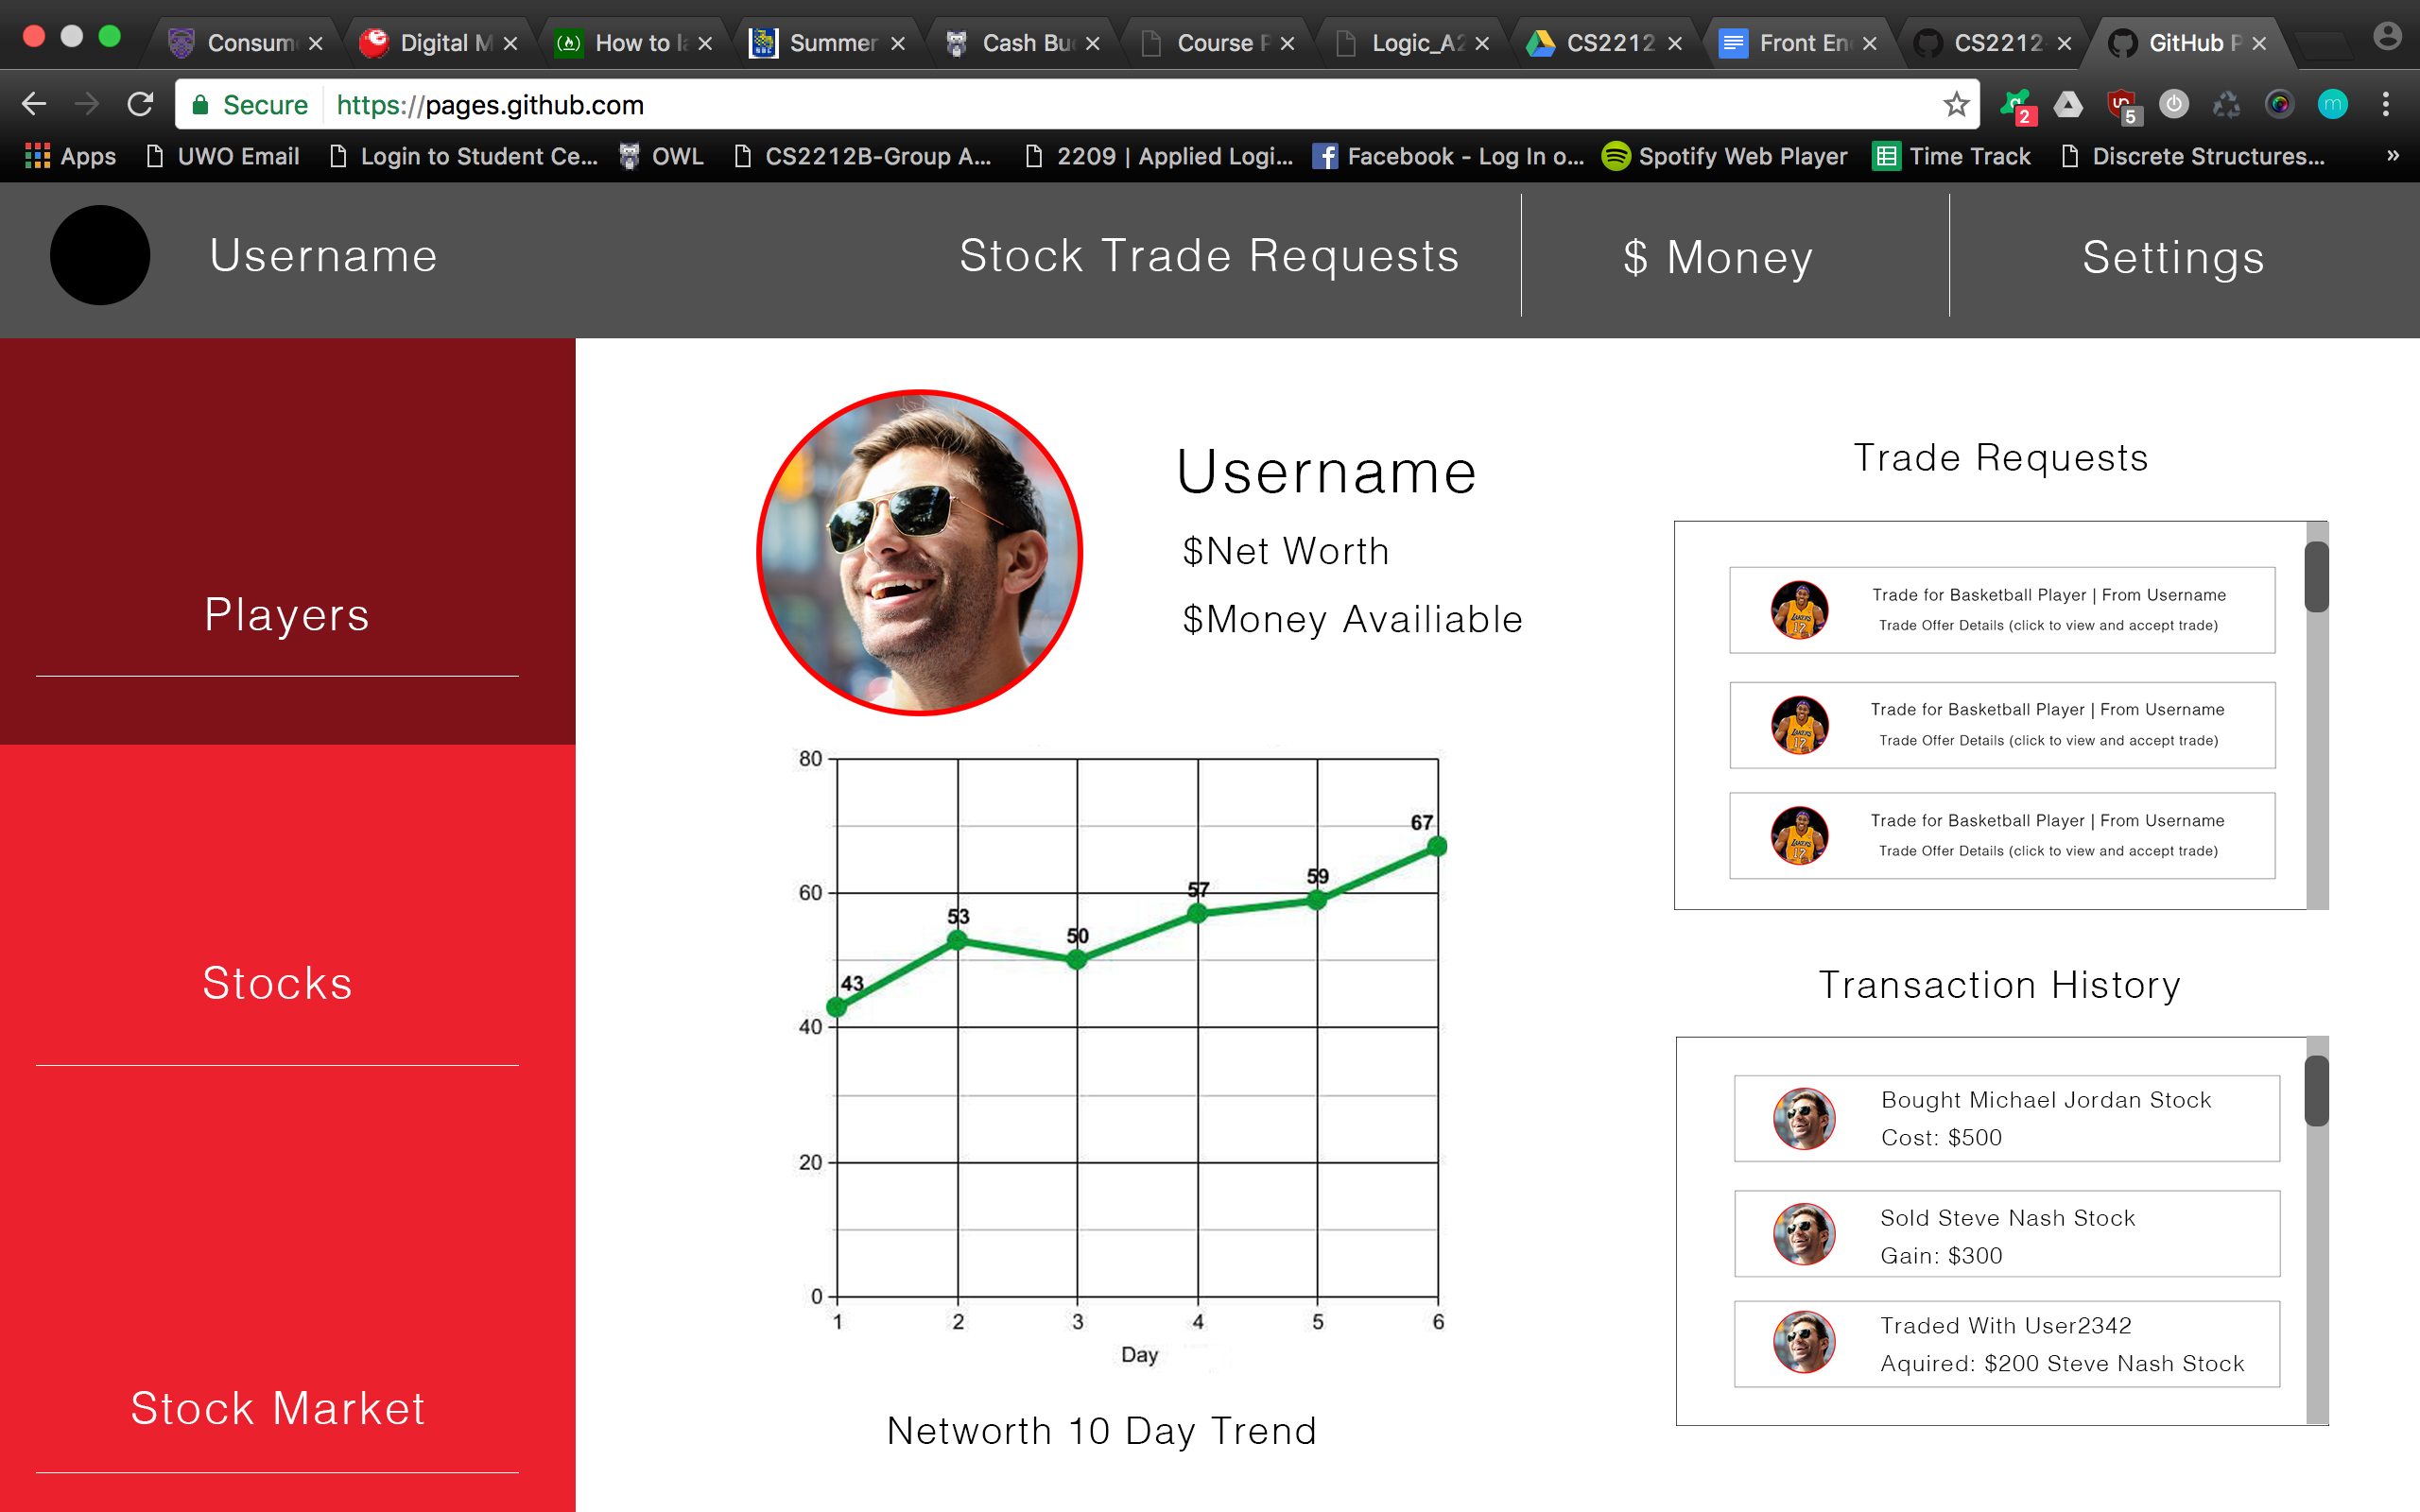 Consum
Digital M
How to la
Summer
Cash Bu
Course P
Logic_A2
CS2212
Front En
CS2212
GitHub P
Secure
https://pages.github.com
2
5
m
Apps
UWO Email
Login to Student Ce...
OWL
CS2212B-Group A...
2209 | Applied Logi...
Facebook - Log In o...
Spotify Web Player
Time Track
Discrete Structures...
»
Username
Stock Trade Requests
$ Money
Settings
Players
Stocks
Stock Market
Username
$Net Worth
$Money Availiable
80
60
40
20
0
43
53
50
57
59
67
1 2 3 4 5 6
Day
Networth 10 Day Trend
Trade Requests
Trade for Basketball Player | From Username
Trade Offer Details (click to view and accept trade)
Trade for Basketball Player | From Username
Trade Offer Details (click to view and accept trade)
Trade for Basketball Player | From Username
Trade Offer Details (click to view and accept trade)
Transaction History
Bought Michael Jordan Stock
Cost: $500
Sold Steve Nash Stock
Gain: $300
Traded With User2342
Aquired: $200 Steve Nash Stock